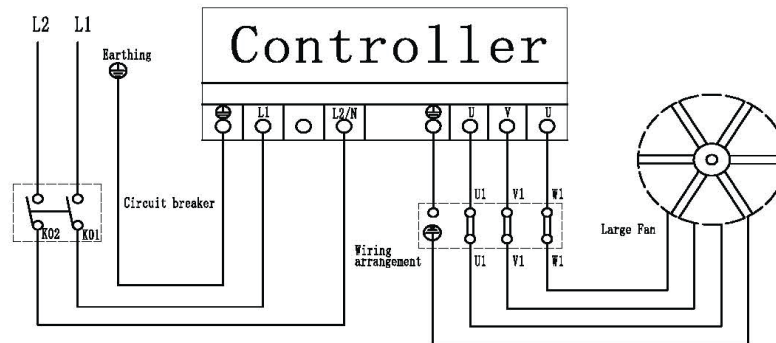 L2 L1
Earthing
Controller
L1 L2/N U V U
Circuit breaker
U1 V1 W1
K02 K01
Wiring
arrangement
U1 V1 W1
Large Fan